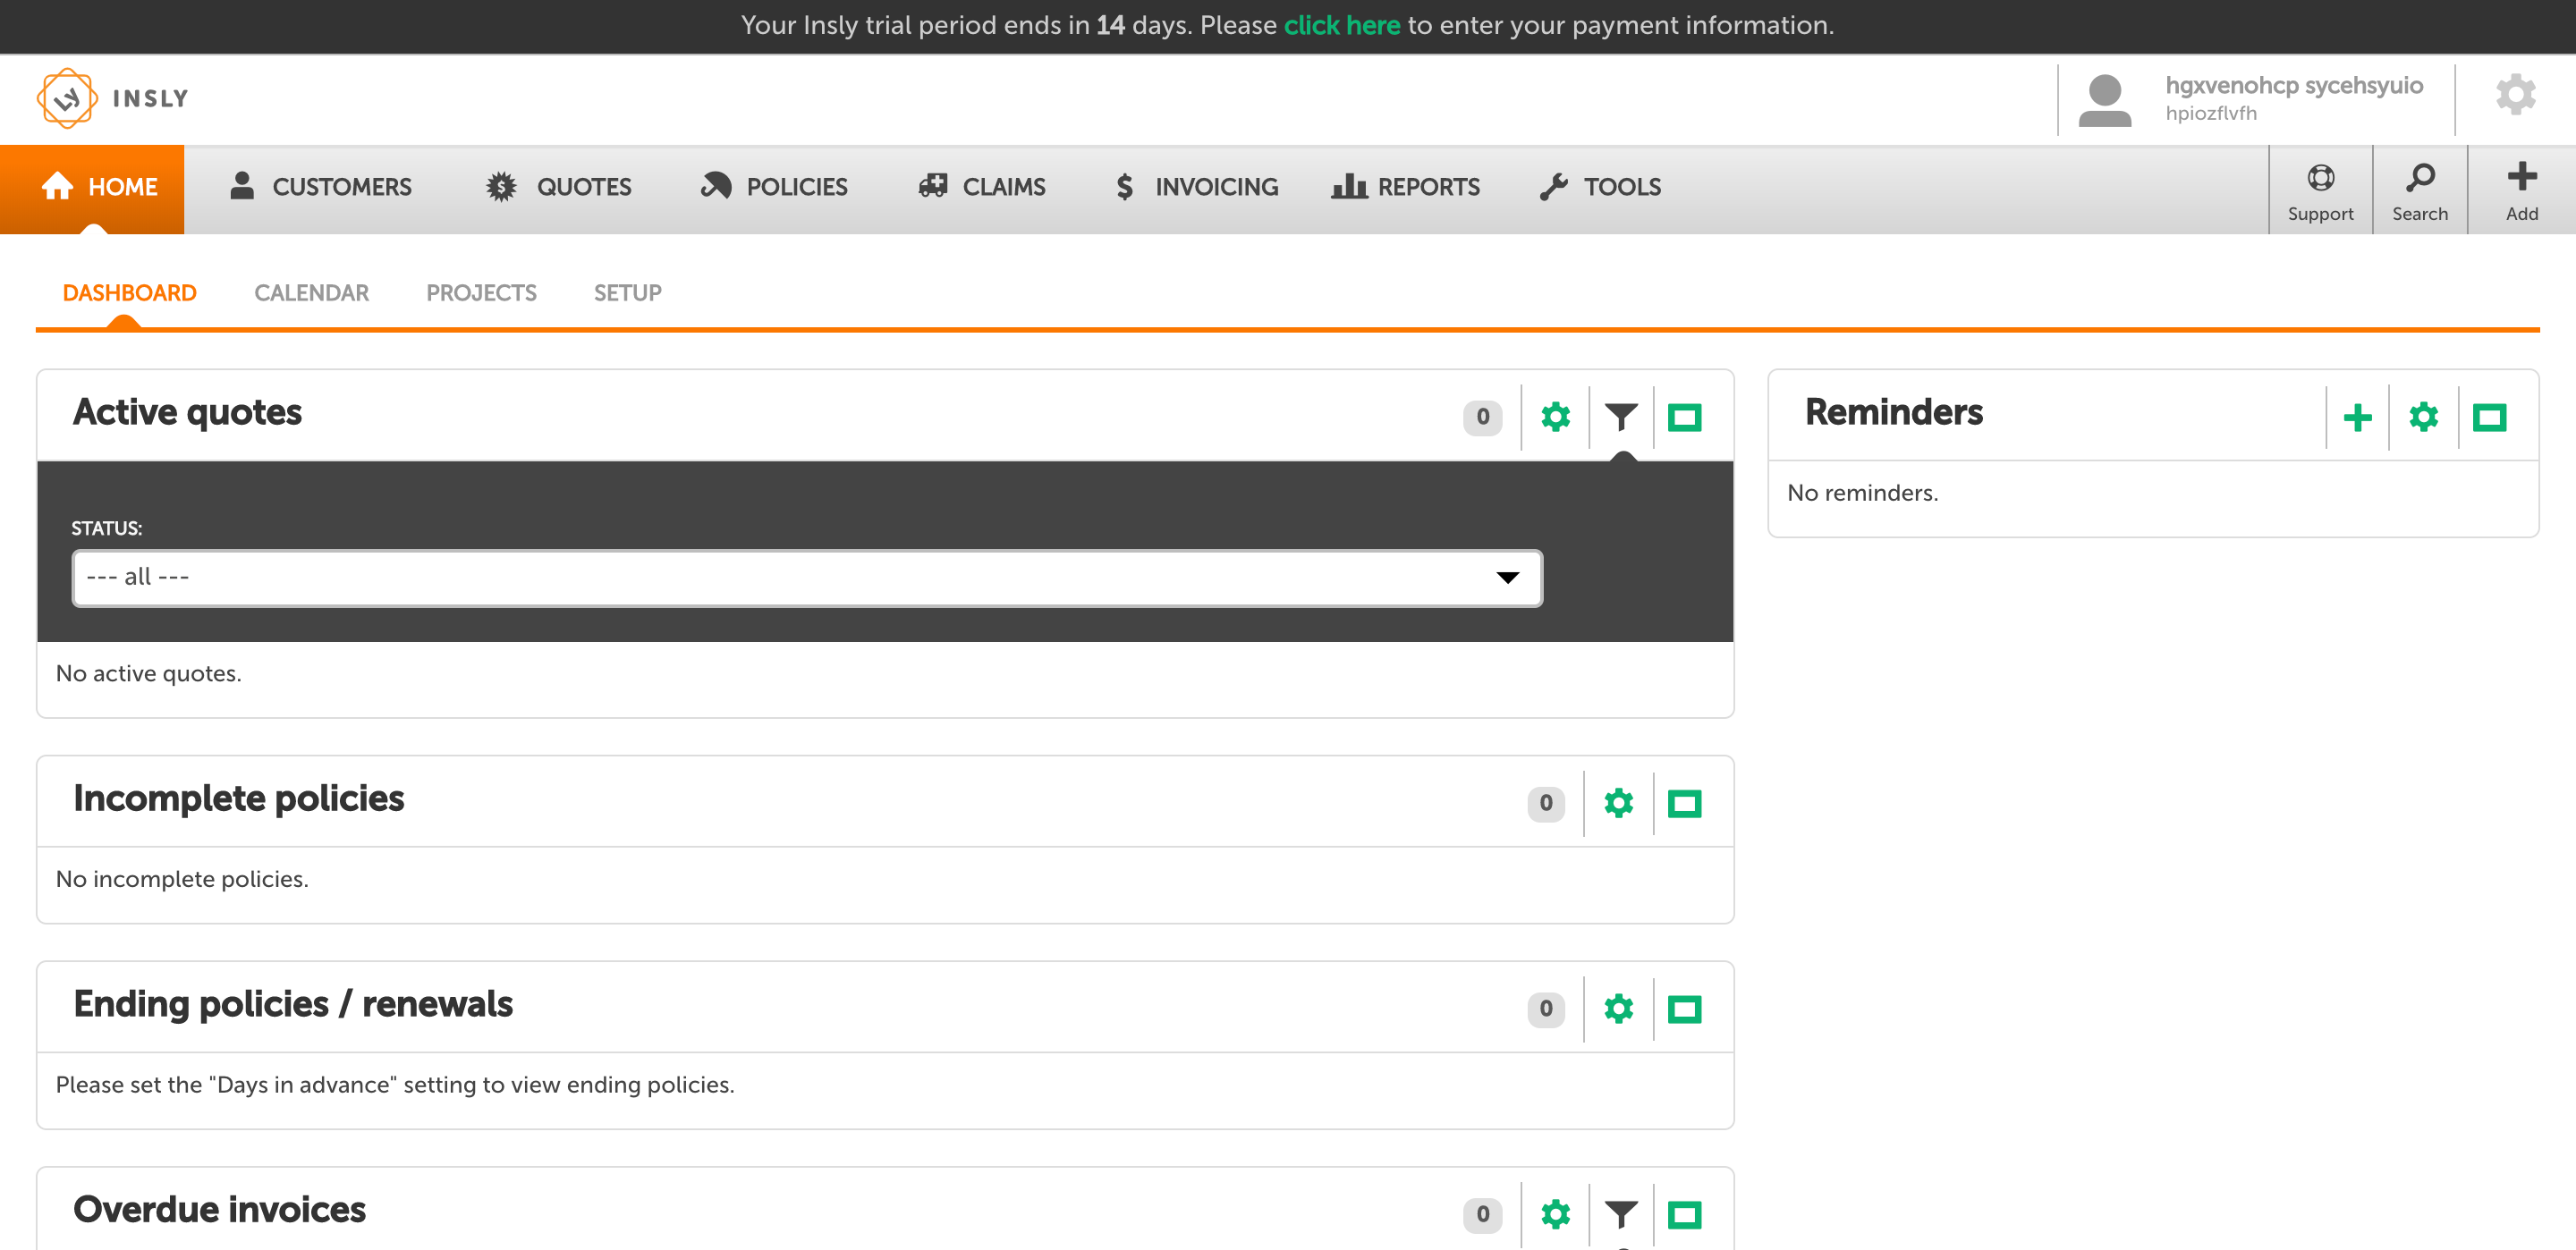 Your Insly trial period ends in 14 days. Please click here to enter your payment information.
INSLY
hgxvenohcp sycehsyuio
hpiozflvfh
HOME CUSTOMERS QUOTES POLICIES CLAIMS INVOICING REPORTS TOOLS Support Search Add
DASHBOARD CALENDAR PROJECTS SETUP
Active quotes 0
STATUS:
--- all ---
No active quotes.
Reminders
No reminders.
Incomplete policies 0
No incomplete policies.
Ending policies / renewals 0
Please set the "Days in advance" setting to view ending policies.
Overdue invoices 0